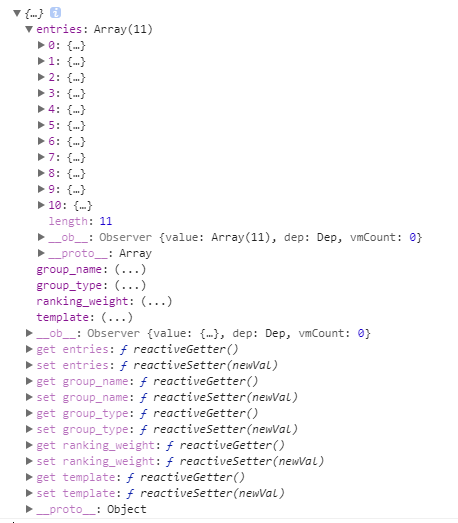 ▼ {…} i
▼ entries: Array(11)
▶ 0: {…}
▶ 1: {…}
▶ 2: {…}
▶ 3: {…}
▶ 4: {…}
▶ 5: {…}
▶ 6: {…}
▶ 7: {…}
▶ 8: {…}
▶ 9: {…}
▶ 10: {…}
length: 11
▶ __ob__: Observer {value: Array(11), dep: Dep, vmCount: 0}
▶ __proto__: Array
group_name: (...)
group_type: (...)
ranking_weight: (...)
template: (...)
▶ __ob__: Observer {value: {…}, dep: Dep, vmCount: 0}
▶ get entries: ƒ reactiveGetter()
▶ set entries: ƒ reactiveSetter(newVal)
▶ get group_name: ƒ reactiveGetter()
▶ set group_name: ƒ reactiveSetter(newVal)
▶ get group_type: ƒ reactiveGetter()
▶ set group_type: ƒ reactiveSetter(newVal)
▶ get ranking_weight: ƒ reactiveGetter()
▶ set ranking_weight: ƒ reactiveSetter(newVal)
▶ get template: ƒ reactiveGetter()
▶ set template: ƒ reactiveSetter(newVal)
▶ __proto__: Object